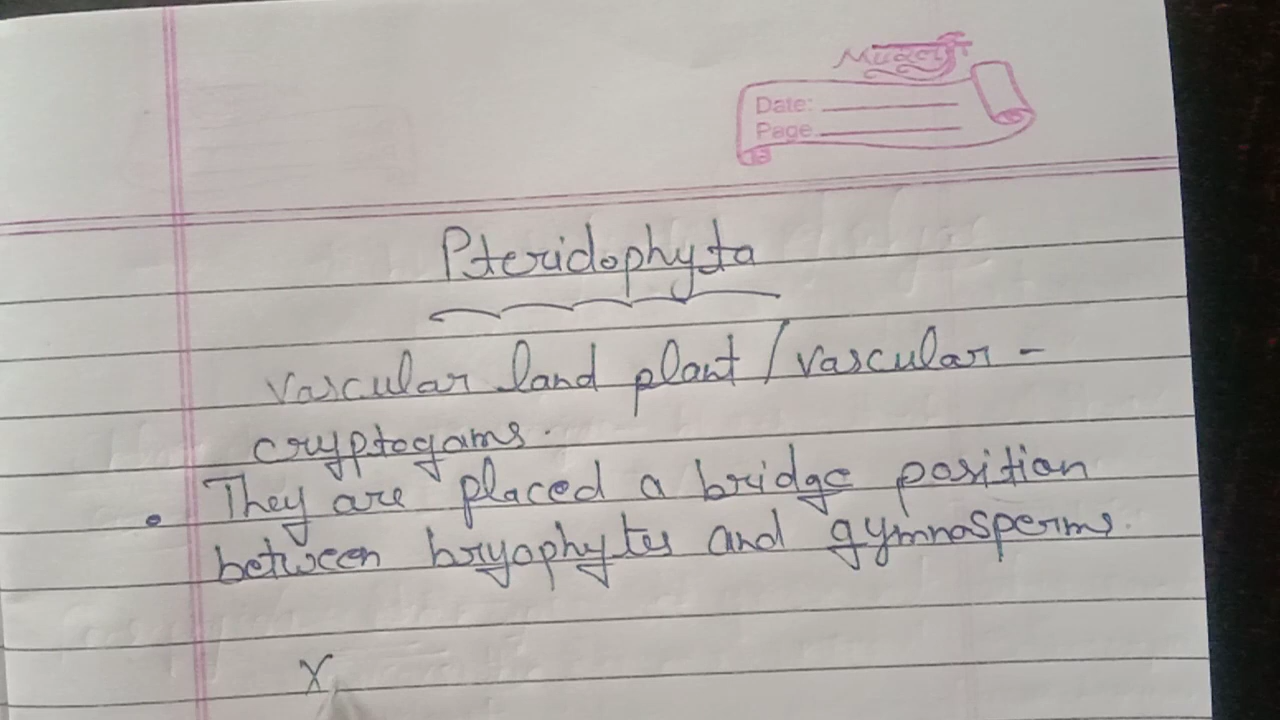 Date:
Page
Pteridophyta
vascular land plant / vascular -
cryptogams.
• They are placed a bridge position
between bryophytes and gymnosperms.
X